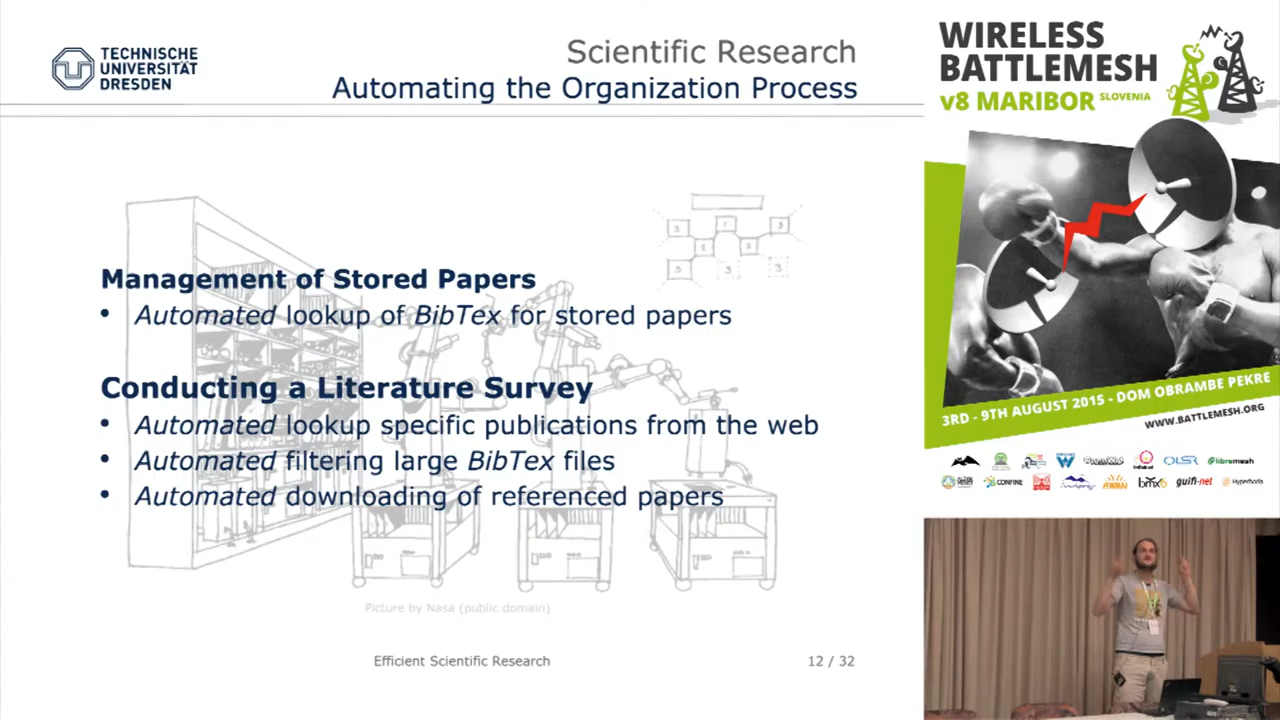 TECHNISCHE
UNIVERSITÄT
DRESDEN
Scientific Research
Automating the Organization Process
Management of Stored Papers
• Automated lookup of BibTex for stored papers
Conducting a Literature Survey
• Automated lookup specific publications from the web
• Automated filtering large BibTex files
• Automated downloading of referenced papers
Picture by Nasa (public domain)
Efficient Scientific Research
12 / 32
WIRELESS
BATTLEMESH
v8 MARIBOR SLOVENIA
3RD - 9TH AUGUST 2015 - DOM OBRAMBE PEKRE
WWW.BATTLEMESH.ORG
OLSR
libremesh
CONFINE
bmx6
guifi·net
Hyperboria